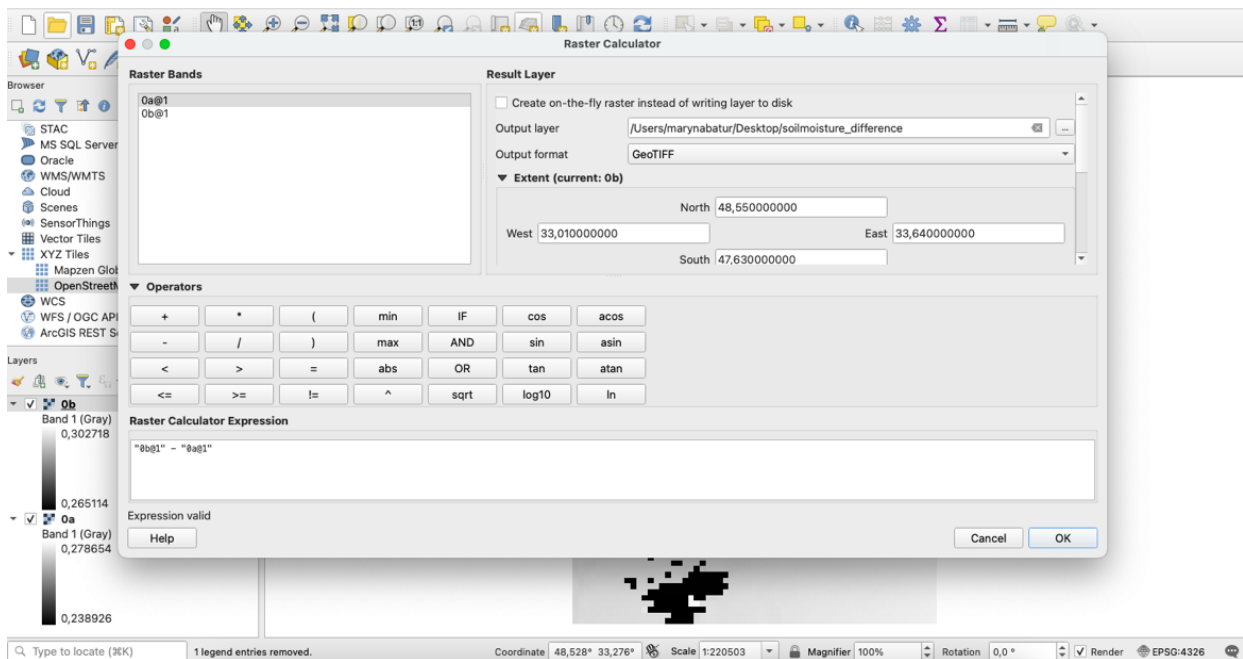 Raster Calculator
Browser
STAC
MS SQL Server
Oracle
WMS/WMTS
Cloud
Scenes
SensorThings
Vector Tiles
XYZ Tiles
Mapzen Glob
OpenStreetM
WCS
WFS / OGC API
ArcGIS REST S
Layers
0b
Band 1 (Gray)
0,302718
0,265114
0a
Band 1 (Gray)
0,278654
0,238926
Raster Bands
0a@1
0b@1
Result Layer
Create on-the-fly raster instead of writing layer to disk
Output layer /Users/marynabatur/Desktop/soilmoisture_difference ...
Output format GeoTIFF
Extent (current: 0b)
North 48,550000000
West 33,010000000 East 33,640000000
South 47,630000000
Operators
+ * ( min IF cos acos
- / ) max AND sin asin
< > = abs OR tan atan
<= >= != ^ sqrt log10 ln
Raster Calculator Expression
"0b@1" - "0a@1"
Expression valid
Help Cancel OK
Type to locate (⌘K) 1 legend entries removed. Coordinate 48,528° 33,276° Scale 1:220503 Magnifier 100% Rotation 0,0 ° Render EPSG:4326